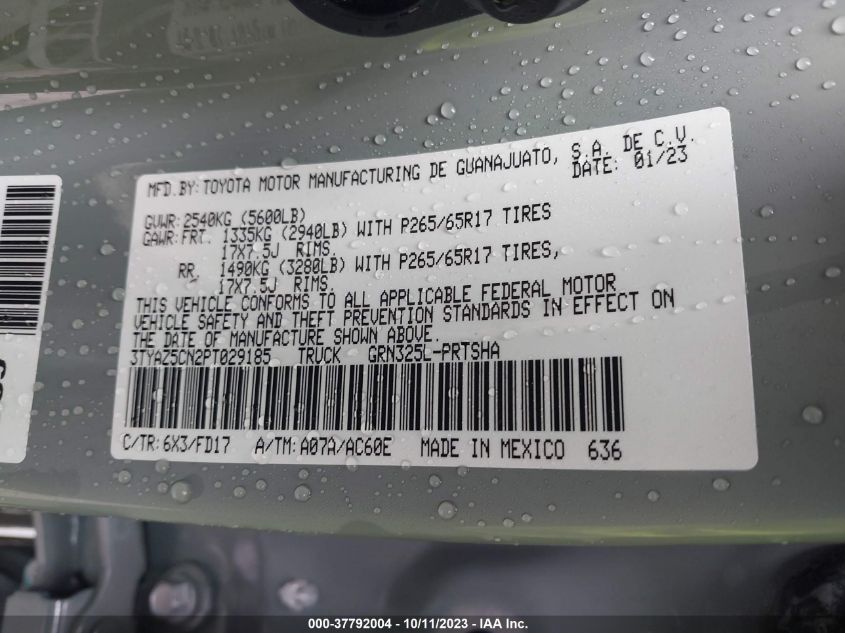 MFD.BY: TOYOTA MOTOR MANUFACTURING DE GUANAJUATO, S.A. DE C.V.
DATE: 01/23
GVWR: 2540KG (5600LB)
GAWR: FRT. 1335KG (2940LB) WITH P265/65R17 TIRES
17X7.5J RIMS.
RR. 1490KG (3280LB) WITH P265/65R17 TIRES,
17X7.5J RIMS.
THIS VEHICLE CONFORMS TO ALL APPLICABLE FEDERAL MOTOR
VEHICLE SAFETY AND THEFT PREVENTION STANDARDS IN EFFECT ON
THE DATE OF MANUFACTURE SHOWN ABOVE.
3TYAZ5CN2PT029185 TRUCK GRN325L-PRTSHA
C/TR: 6X3/FD17 A/TM: A07A/AC60E MADE IN MEXICO 636
000-37792004 - 10/11/2023 - IAA Inc.